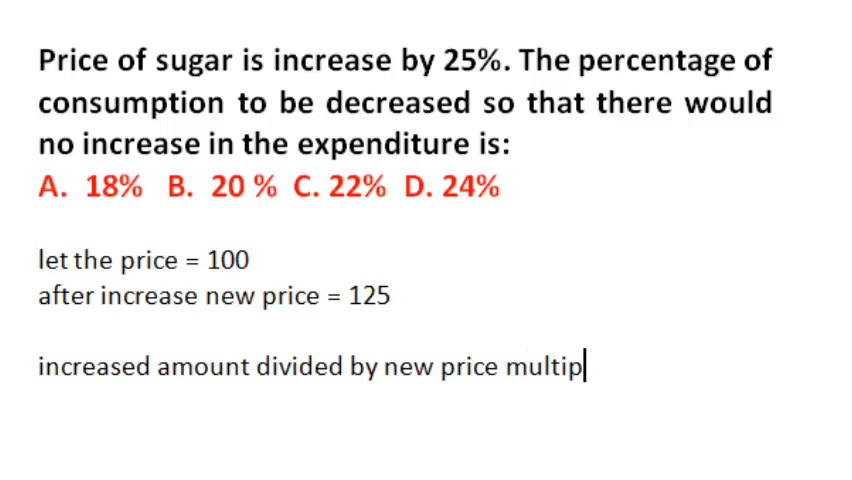 Price of sugar is increase by 25%. The percentage of
consumption to be decreased so that there would
no increase in the expenditure is:
A. 18% B. 20 % C. 22% D. 24%
let the price = 100
after increase new price = 125
increased amount divided by new price multip